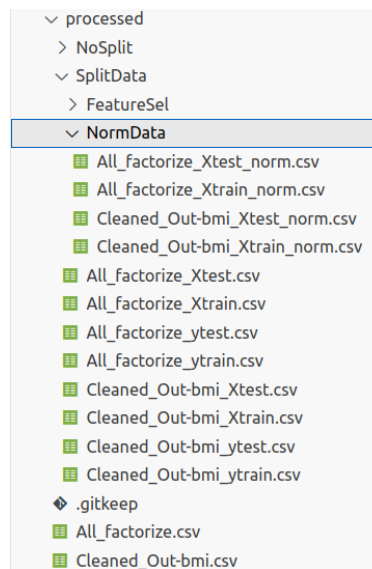 processed
NoSplit
SplitData
FeatureSel
NormData
All_factorize_Xtest_norm.csv
All_factorize_Xtrain_norm.csv
Cleaned_Out-bmi_Xtest_norm.csv
Cleaned_Out-bmi_Xtrain_norm.csv
All_factorize_Xtest.csv
All_factorize_Xtrain.csv
All_factorize_ytest.csv
All_factorize_ytrain.csv
Cleaned_Out-bmi_Xtest.csv
Cleaned_Out-bmi_Xtrain.csv
Cleaned_Out-bmi_ytest.csv
Cleaned_Out-bmi_ytrain.csv
.gitkeep
All_factorize.csv
Cleaned_Out-bmi.csv